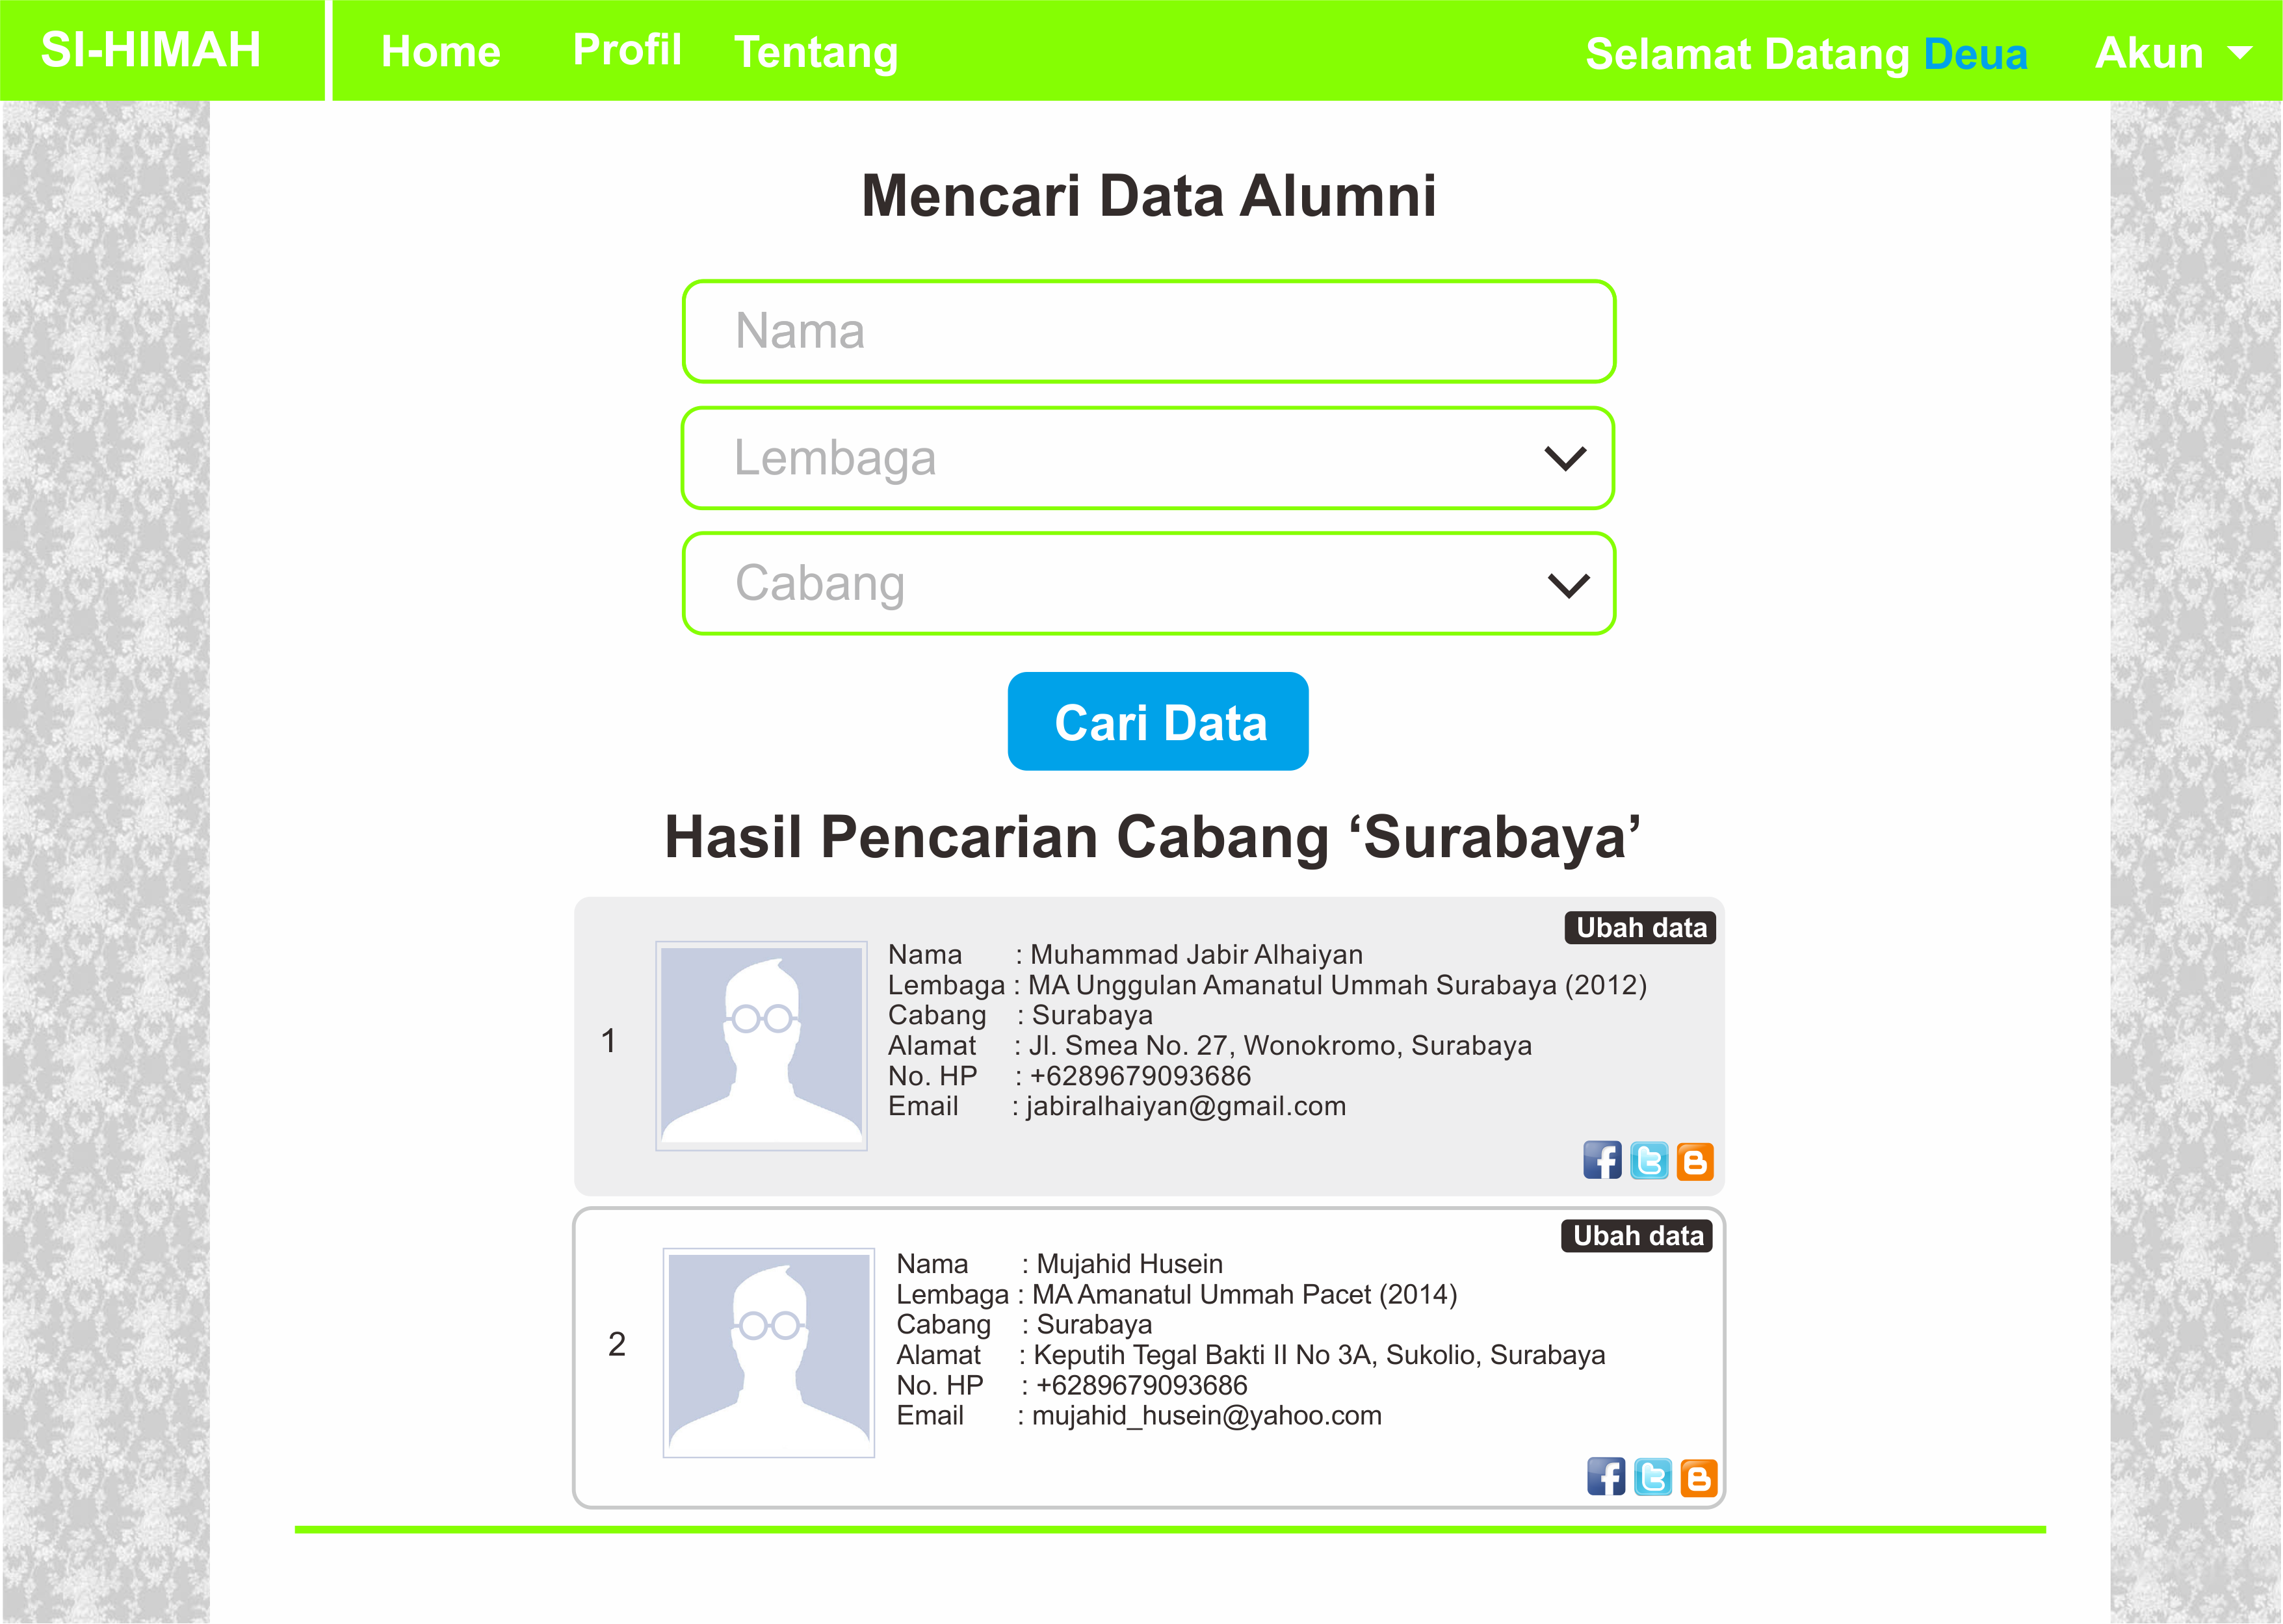 SI-HIMAH Home Profil Tentang Selamat Datang Deua Akun
Mencari Data Alumni
Nama
Lembaga
Cabang
Cari Data
Hasil Pencarian Cabang ‘Surabaya’
Ubah data
1
Nama : Muhammad Jabir Alhaiyan
Lembaga : MA Unggulan Amanatul Ummah Surabaya (2012)
Cabang : Surabaya
Alamat : Jl. Smea No. 27, Wonokromo, Surabaya
No. HP : +6289679093686
Email : jabiralhaiyan@gmail.com
Ubah data
2
Nama : Mujahid Husein
Lembaga : MA Amanatul Ummah Pacet (2014)
Cabang : Surabaya
Alamat : Keputih Tegal Bakti II No 3A, Sukolio, Surabaya
No. HP : +6289679093686
Email : mujahid_husein@yahoo.com